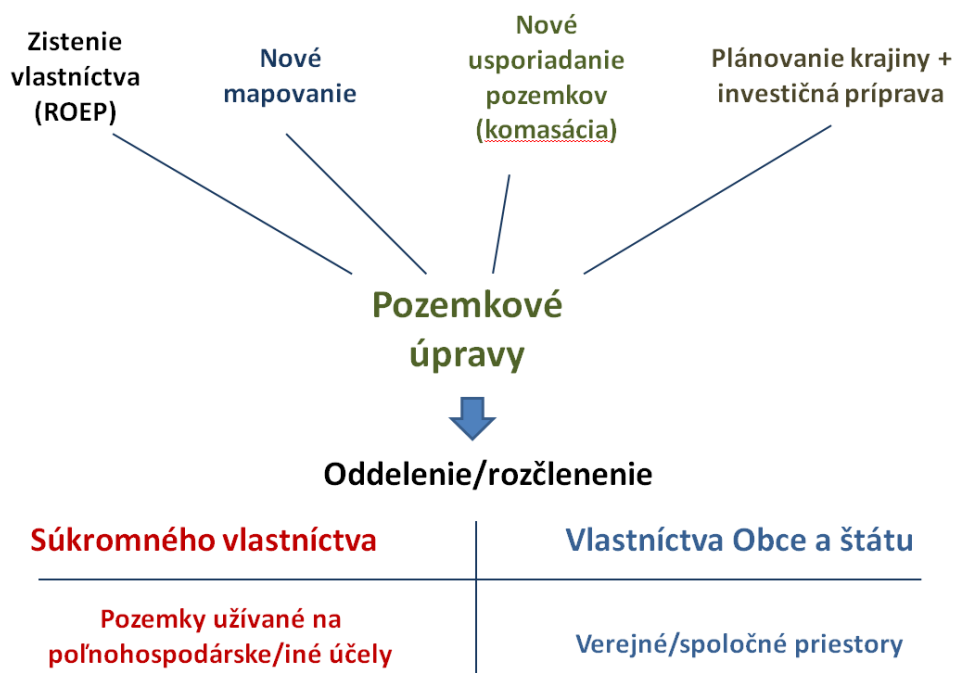 Zistenie
vlastníctva
(ROEP)
Nové
mapovanie
Nové
usporiadanie
pozemkov
(komasácia)
Plánovanie krajiny +
investičná príprava
Pozemkové
úpravy
Oddelenie/rozčlenenie
Súkromného vlastníctva
Vlastníctva Obce a štátu
Pozemky užívané na
poľnohospodárske/iné účely
Verejné/spoločné priestory